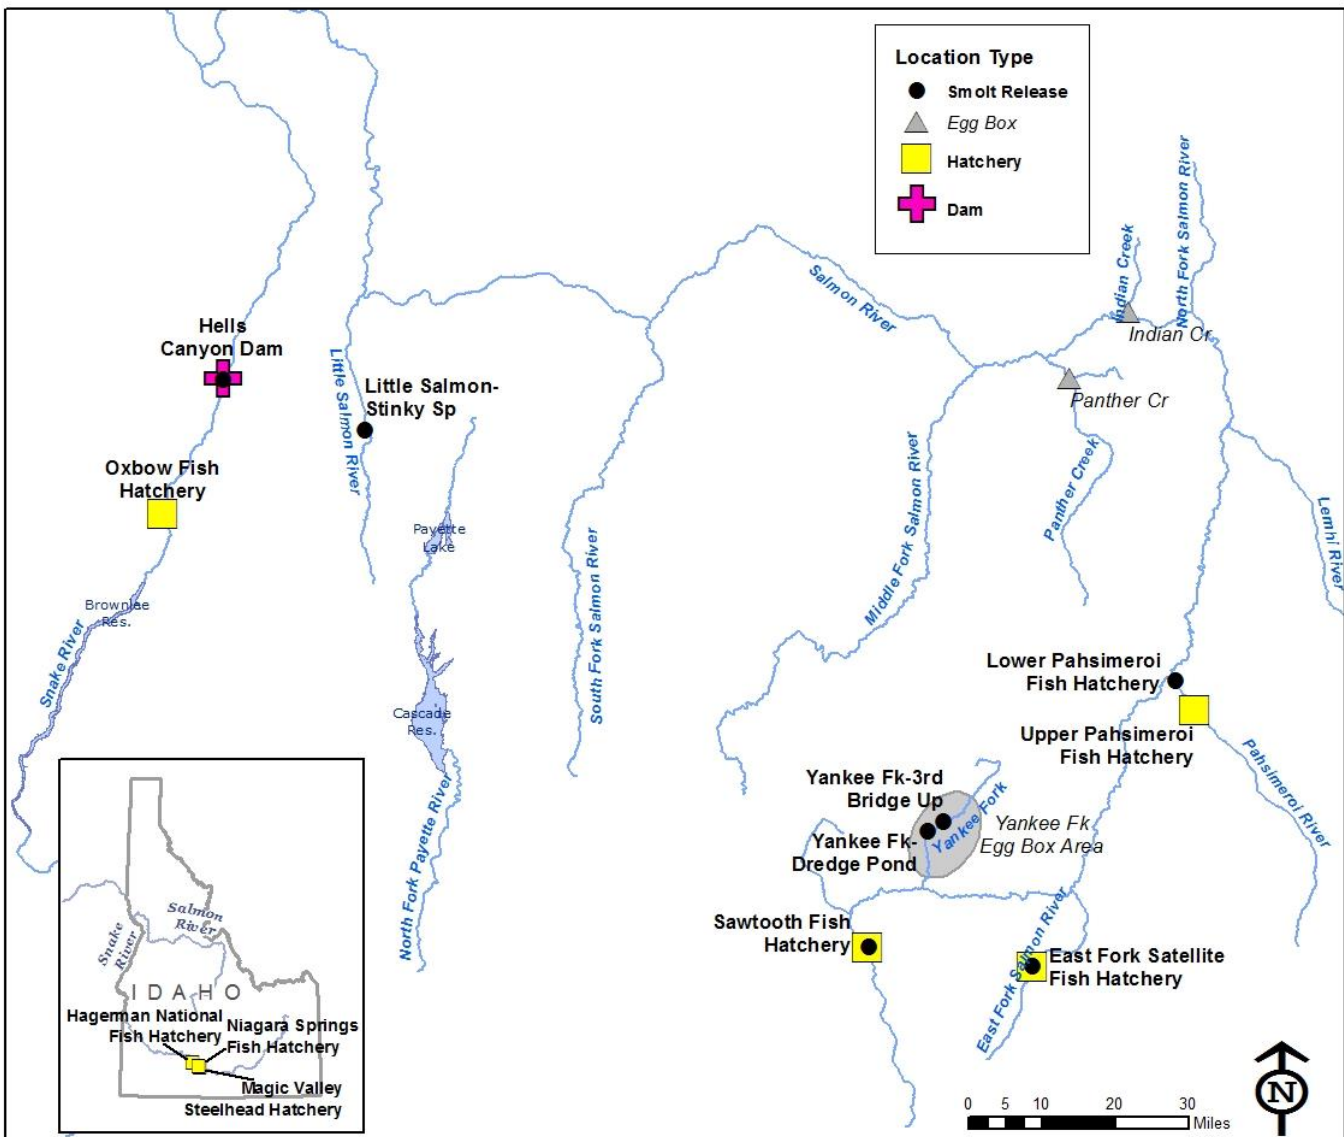 Location Type
Smolt Release
Egg Box
Hatchery
Dam
North Fork Salmon River
Indian Creek
Salmon River
Indian Cr
Hells
Canyon Dam
Little Salmon River
Little Salmon-
Stinky Sp
Panther Cr
Oxbow Fish
Hatchery
Middle Fork Salmon River
Panther Creek
Lemhi River
Payette
Lake
South Fork Salmon River
Brownlee
Res.
Snake River
Lower Pahsimeroi
Fish Hatchery
Cascade
Res.
Upper Pahsimeroi
Fish Hatchery
Pahsimeroi River
North Fork Payette River
Yankee Fk-3rd
Bridge Up
Yankee Fork
Yankee Fk
Egg Box Area
Yankee Fk-
Dredge Pond
Sawtooth Fish
Hatchery
East Fork Salmon River
East Fork Satellite
Fish Hatchery
Salmon
River
Snake
River
IDAHO
Hagerman National
Fish Hatchery
Niagara Springs
Fish Hatchery
Magic Valley
Steelhead Hatchery
N
0 5 10 20 30
Miles